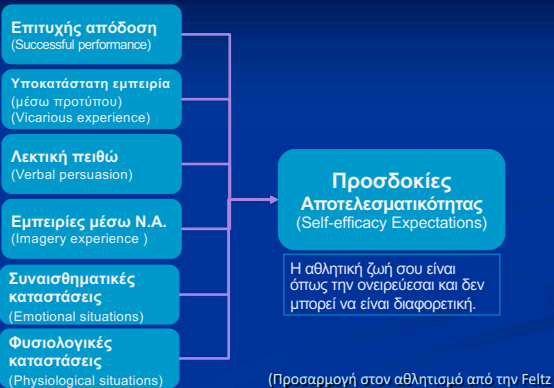 Επιτυχής απόδοση
(Successful performance)
Υποκατάστατη εμπειρία
(μέσω προτύπου)
(Vicarious experience)
Λεκτική πειθώ
(Verbal persuasion)
Εμπειρίες μέσω Ν.Α.
(Imagery experience )
Συναισθηματικές
καταστάσεις
(Emotional situations)
Φυσιολογικές
καταστάσεις
(Physiological situations)
Προσδοκίες
Αποτελεσματικότητας
(Self-efficacy Expectations)
Η αθλητική ζωή σου είναι
όπως την ονειρεύεσαι και δεν
μπορεί να είναι διαφορετική.
(Προσαρμογή στον αθλητισμό από την Feltz